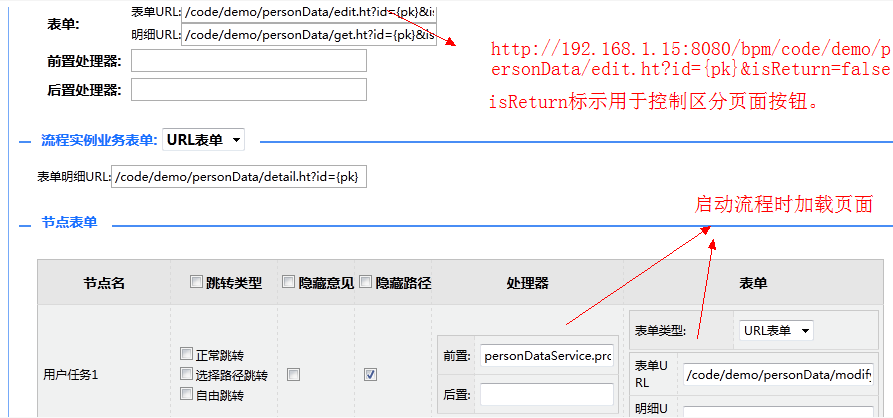 表单:
表单URL: /code/demo/personData/edit.ht?id={pk}&is
明细URL: /code/demo/personData/get.ht?id={pk}&is
http://192.168.1.15:8080/bpm/code/demo/p
ersonData/edit.ht?id={pk}&isReturn=false
isReturn标示用于控制区分页面按钮。
前置处理器:
后置处理器:
流程实例业务表单: URL表单
表单明细URL: /code/demo/personData/detail.ht?id={pk}
启动流程时加载页面
节点表单
节点名 跳转类型 隐藏意见 隐藏路径 处理器 表单
用户任务1
正常跳转
选择路径跳转
自由跳转
前置: personDataService.prc
后置:
表单类型: URL表单
表单U
RL
/code/demo/personData/modify
明细U